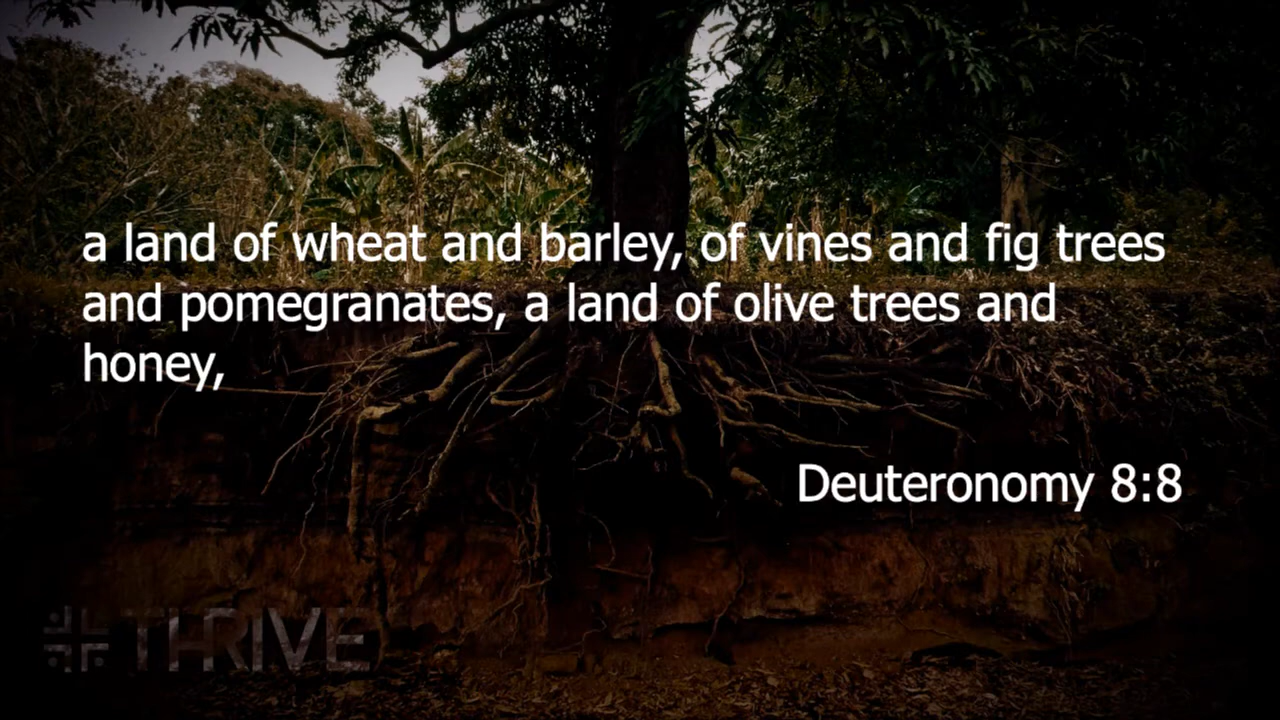 a land of wheat and barley, of vines and fig trees
and pomegranates, a land of olive trees and
honey,
Deuteronomy 8:8
THRIVE